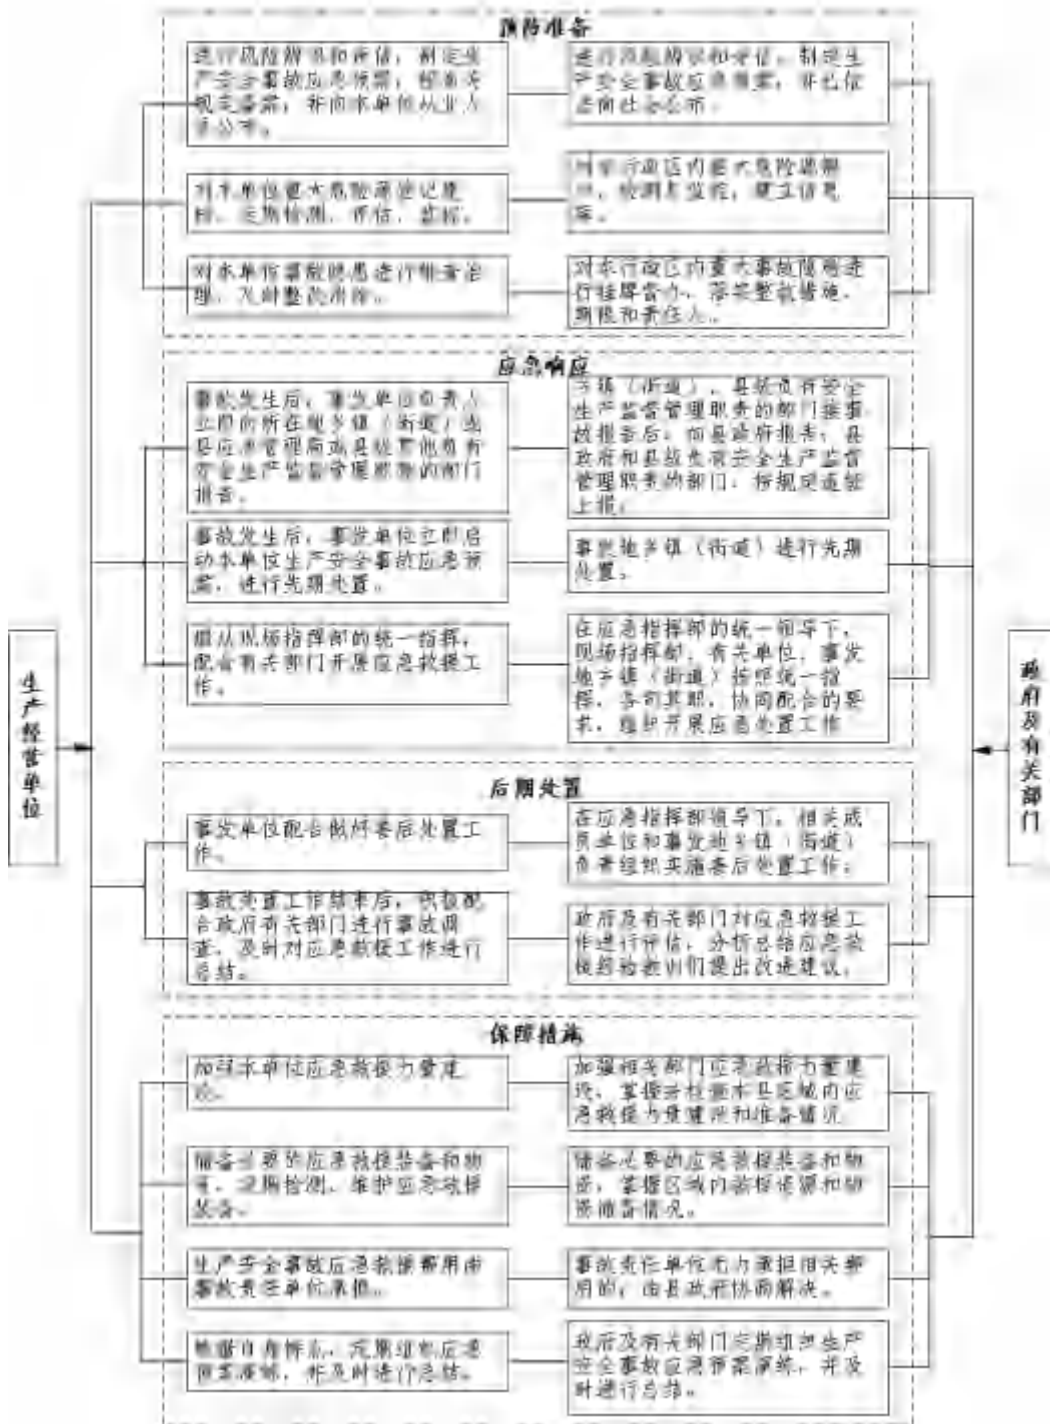 预防准备
进行风险辨识和评估，制定生
产安全事故应急预案，按有关
规定备案，并向本单位从业人
员公布。
进行风险辨识和评估，制定生
产安全事故应急预案，并
向社会公布。
对本单位重大危险源登记建
档，定期检测、评估、监控。
对本行政区内重大危险源
检测与监控，建立信息
库。
对本单位事故隐患进行排查治
理，及时整改消除。
对本行政区内重大事故隐患进
行挂牌督办，落实整改措施、
期限和责任人。
应急响应
事故发生后，事发单位负责人
立即向所在地乡镇（街道）或
县应急管理局或县级其他负有
安全生产监督管理职责的部门
报告。
乡镇（街道）、县级负有安全
生产监督管理职责的部门接事
故报告后，向县政府报告；县
政府和县级负有安全生产监督
管理职责的部门，按规定逐级
上报。
事故发生后，事发单位立即启
动本单位生产安全事故应急预
案，进行先期处置。
事发地乡镇（街道）进行先期
处置。
服从现场指挥部的统一指挥，
配合有关部门开展应急救援工
作。
在应急指挥部的统一领导下，
现场指挥部、有关单位、事发
地乡镇（街道）按照统一指
挥、各司其职、协同配合的要
求，组织开展应急处置工作
生产经营单位
政府及有关部门
后期处置
事发单位配合做好善后处置工
作。
在应急指挥部领导下，相关成
员单位和事发地乡镇（街道）
负责组织实施善后处置工作。
事故处置工作结束后，积极配
合政府有关部门进行事故调
查，及时对应急救援工作进行
总结。
政府及有关部门对应急救援工
作进行评估，分析总结应急救
援经验教训们提出改进建议。
保障措施
加强本单位应急救援力量建
设。
加强相关部门应急救援力量建
设，掌握并检查本县区域内应
急救援力量建设和准备情况
储备必要的应急救援装备和物
资，定期检测、维护应急救援
装备。
储备必要的应急救援装备和物
资，掌握区域内救援资源和物
资储备情况。
生产安全事故应急救援费用由
事故责任单位承担。
事故责任单位无力承担相关费
用的，由县政府协调解决。
根据自身特点，定期组织应急
预案演练，并及时进行总结。
政府及有关部门定期组织生产
安全事故应急预案演练，并及
时进行总结。